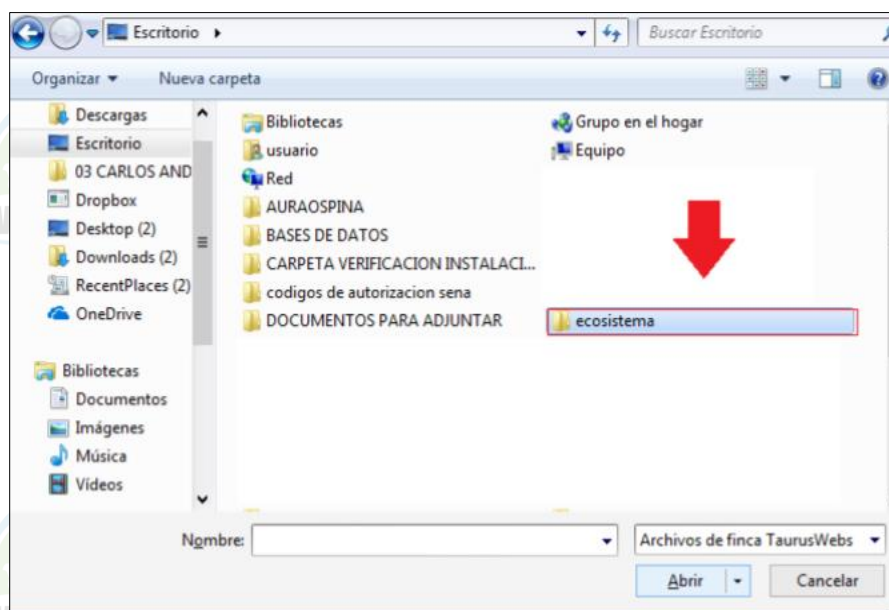 Escritorio
Buscar Escritorio
Organizar
Nueva carpeta
Descargas
Escritorio
03 CARLOS AND
Dropbox
Desktop (2)
Downloads (2)
RecentPlaces (2)
OneDrive
Bibliotecas
Documentos
Imágenes
Música
Vídeos
Bibliotecas
Grupo en el hogar
usuario
Equipo
Red
AURAOSPINA
BASES DE DATOS
CARPETA VERIFICACION INSTALACI...
codigos de autorizacion sena
DOCUMENTOS PARA ADJUNTAR
ecosistema
Nombre:
Archivos de finca TaurusWebs
Abrir
Cancelar